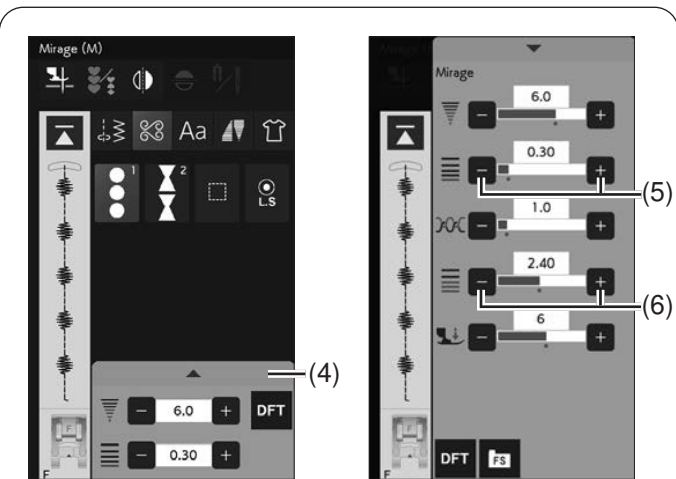 Mirage (M)
Aa
1
2
L.S
(4)
6.0
DFT
0.30
F
Mirage
6.0
0.30
(5)
1.0
2.40
(6)
6
DFT
FS